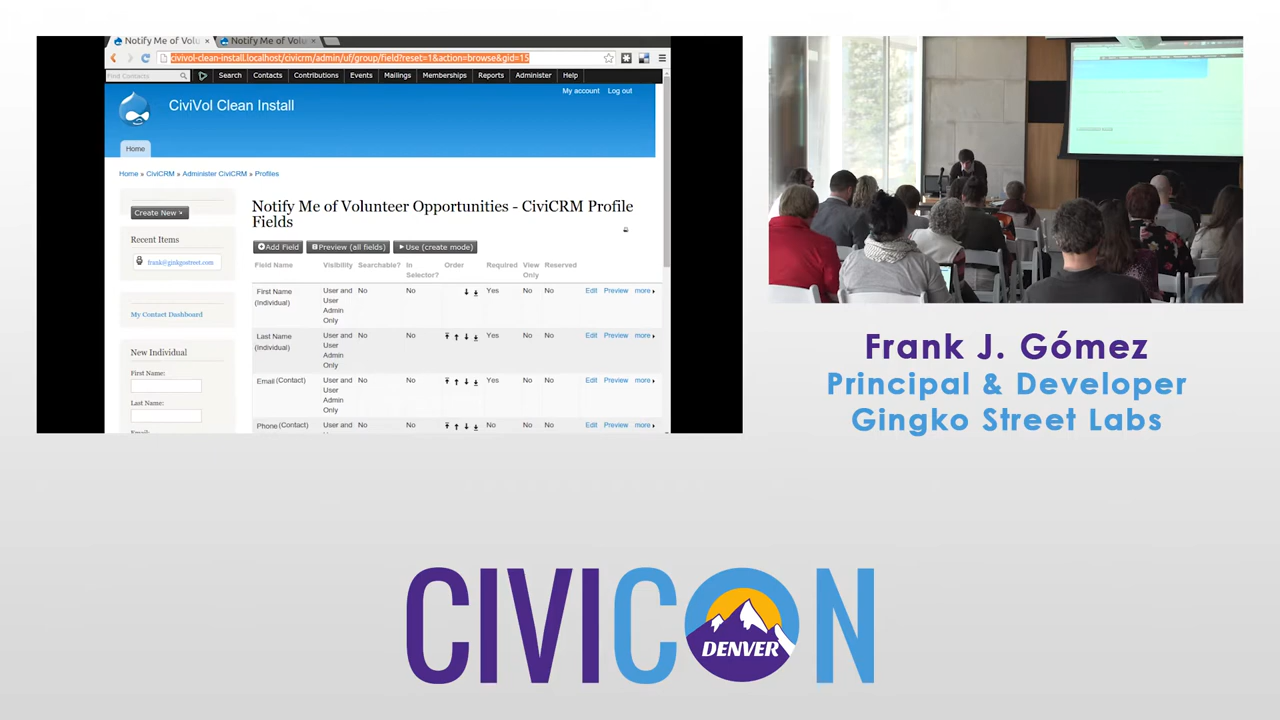 Notify Me of Volu × Notify Me of Volu ×
civivol-clean-install.localhost/civicrm/admin/uf/group/field?reset=1&action=browse&gid=15
Find Contacts Search Contacts Contributions Events Mailings Memberships Reports Administer Help
My account Log out
CiviVol Clean Install
Home
Home » CiviCRM » Administer CiviCRM » Profiles
Create New
Recent Items
frank@ginkgostreet.com
My Contact Dashboard
New Individual
First Name:
Last Name:
Email:
Notify Me of Volunteer Opportunities - CiviCRM Profile
Fields
Add Field Preview (all fields) Use (create mode)
Field Name Visibility Searchable? In Selector? Order Required View Only Reserved
First Name (Individual) User and User Admin Only No No Yes No No Edit Preview more
Last Name (Individual) User and User Admin Only No No Yes No No Edit Preview more
Email (Contact) User and User Admin Only No No Yes No No Edit Preview more
Phone (Contact) User and No No No No No Edit Preview more
Frank J. Gómez
Principal & Developer
Gingko Street Labs
CIVICON
DENVER